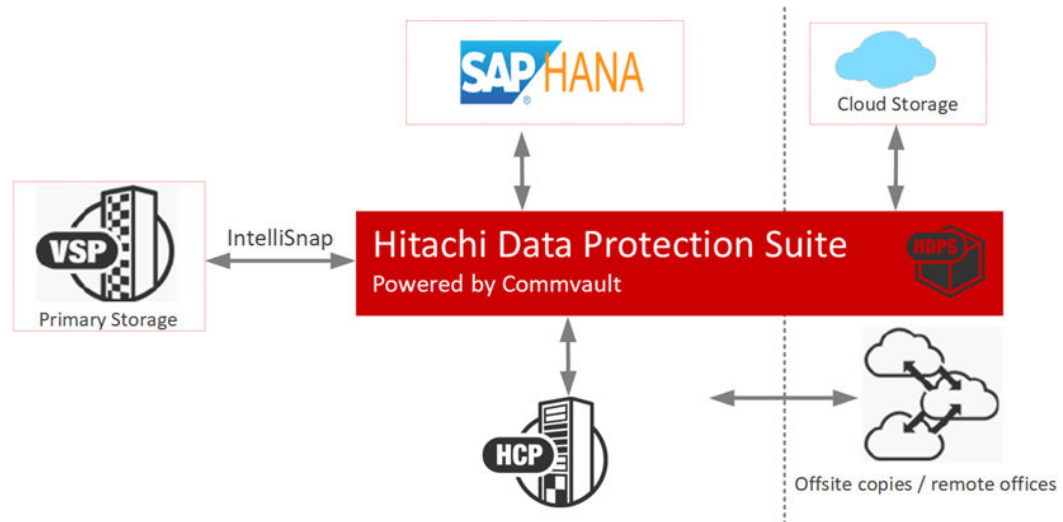 SAP HANA
®
Cloud Storage
VSP
Primary Storage
IntelliSnap
Hitachi Data Protection Suite
Powered by Commvault
HDPS
HCP
Offsite copies / remote offices